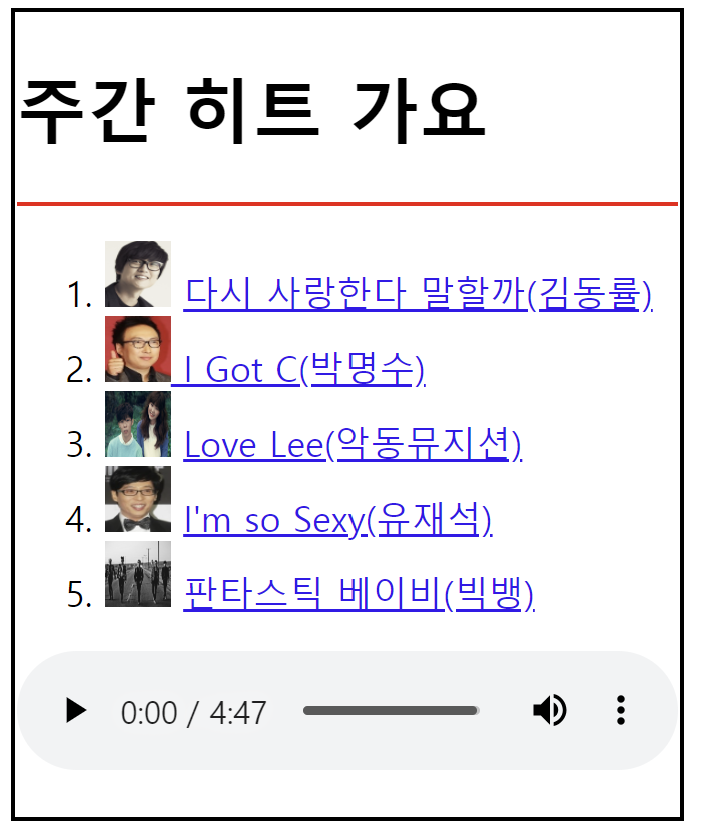 주간 히트 가요
1. 다시 사랑한다 말할까(김동률)
2. I Got C(박명수)
3. Love Lee(악동뮤지션)
4. I'm so Sexy(유재석)
5. 판타스틱 베이비(빅뱅)
0:00 / 4:47